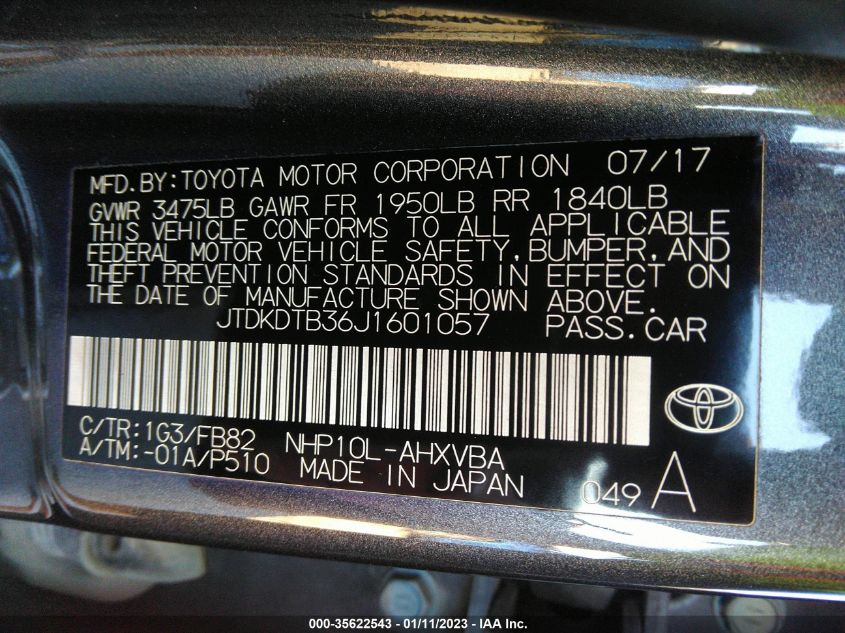 MFD.BY:TOYOTA MOTOR CORPORATION 07/17
GVWR 3475LB GAWR FR 1950LB RR 1840LB
THIS VEHICLE CONFORMS TO ALL APPLICABLE
FEDERAL MOTOR VEHICLE SAFETY,BUMPER,AND
THEFT PREVENTION STANDARDS IN EFFECT ON
THE DATE OF MANUFACTURE SHOWN ABOVE.
JTDKDTB36J1601057 PASS.CAR
C/TR:1G3/FB82 NHP10L-AHXVBA
A/TM:-01A/P510 MADE IN JAPAN 049 A
000-35622543 - 01/11/2023 - IAA Inc.